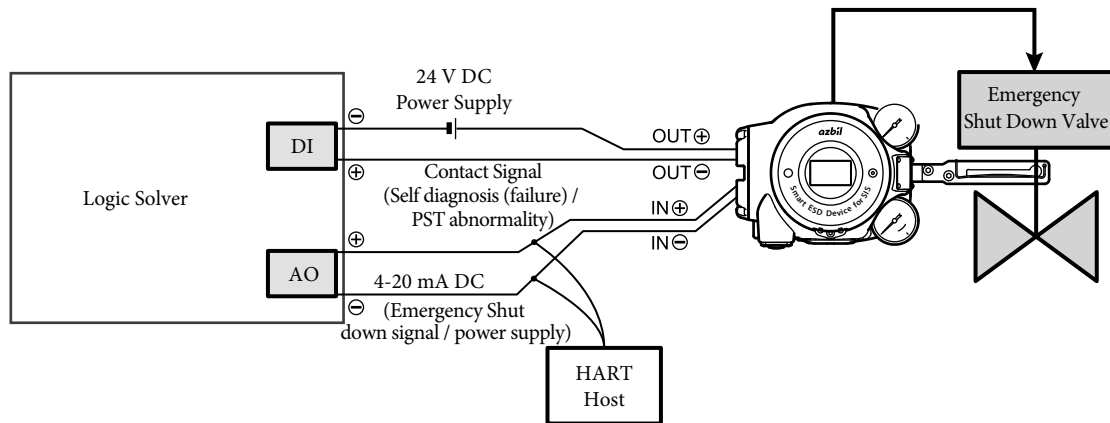 24 V DC
Power Supply
Emergency
Shut Down Valve
⊖
DI
⊕
OUT⊕
OUT⊖
azbil
Smart ESD Device for SIS
Contact Signal
(Self diagnosis (failure) /
PST abnormality)
Logic Solver
IN⊕
IN⊖
⊕
AO
⊖
4-20 mA DC
(Emergency Shut
down signal / power supply)
HART
Host